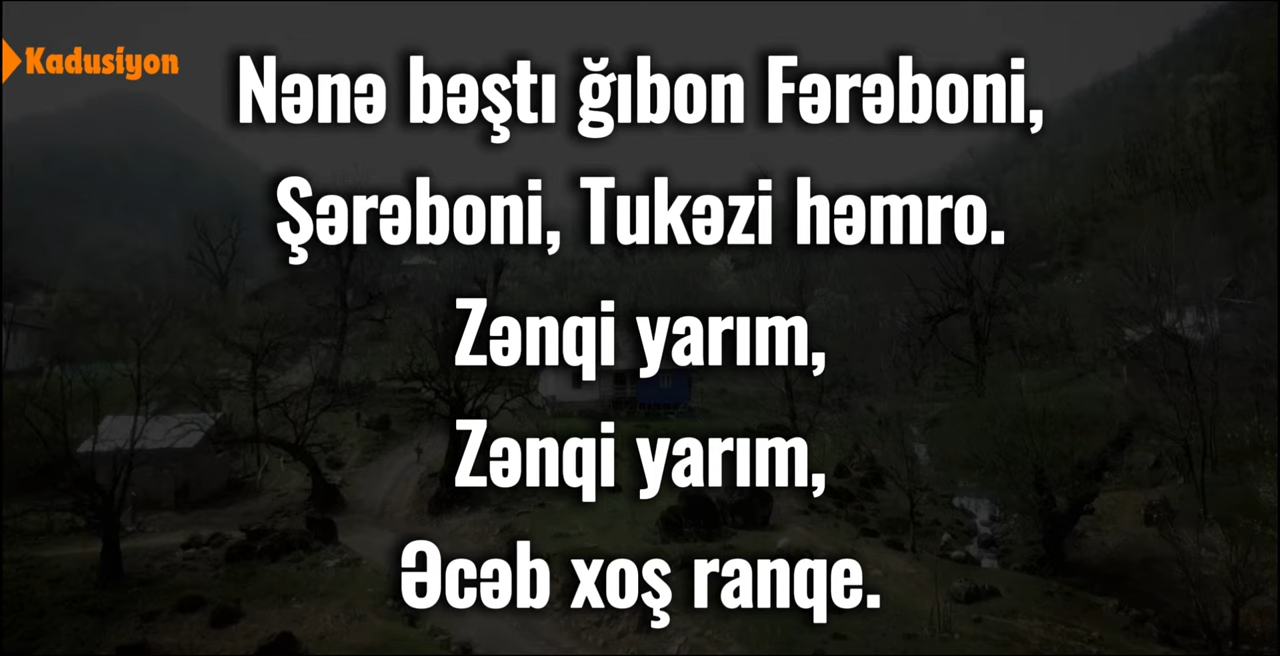 Kadusiyon
Nənə bəştı ğıbon Fərəboni,
Şərəboni, Tukəzi həmro.
Zənqi yarım,
Zənqi yarım,
Əcəb xoş ranqe.